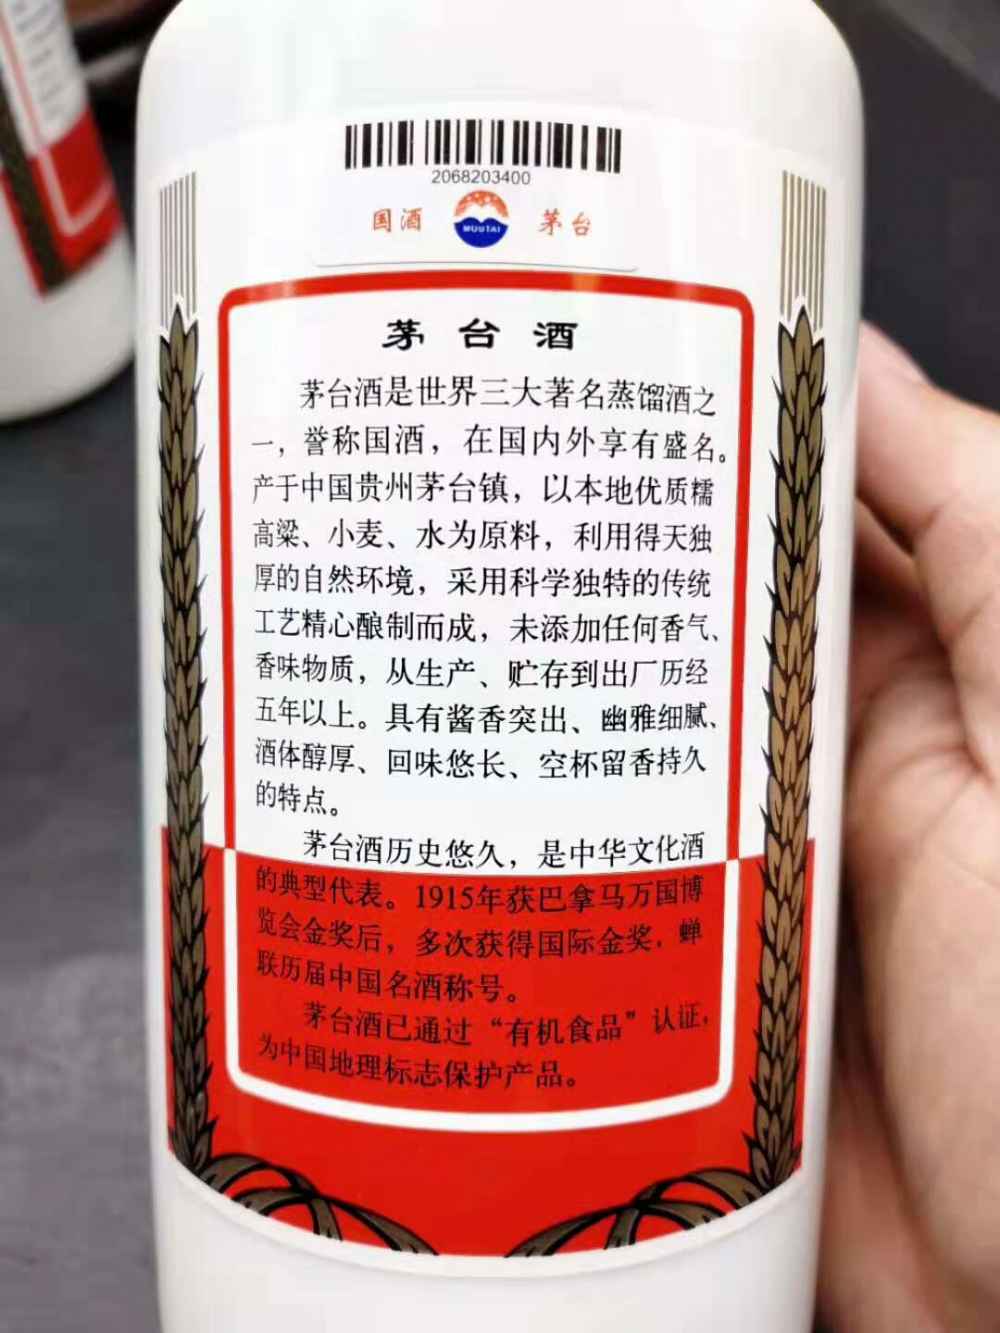 2068203400
国酒 MOUTAI 茅台
茅台酒
茅台酒是世界三大著名蒸馏酒之
一，誉称国酒，在国内外享有盛名。
产于中国贵州茅台镇，以本地优质糯
高粱、小麦、水为原料，利用得天独
厚的自然环境，采用科学独特的传统
工艺精心酿制而成，未添加任何香气、
香味物质，从生产、贮存到出厂历经
五年以上。具有酱香突出、幽雅细腻、
酒体醇厚、回味悠长、空杯留香持久
的特点。
茅台酒历史悠久，是中华文化酒
的典型代表。1915年获巴拿马万国博
览会金奖后，多次获得国际金奖，蝉
联历届中国名酒称号。
茅台酒已通过“有机食品”认证，
为中国地理标志保护产品。